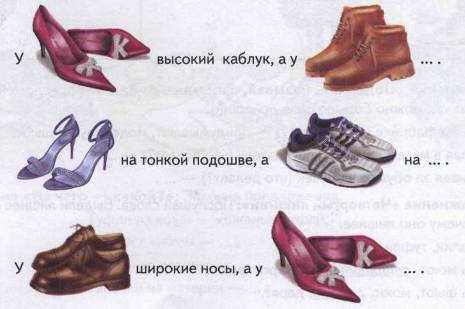 У высокий каблук, а у ... .
на тонкой подошве, а на ... .
У широкие носы, а у ... .